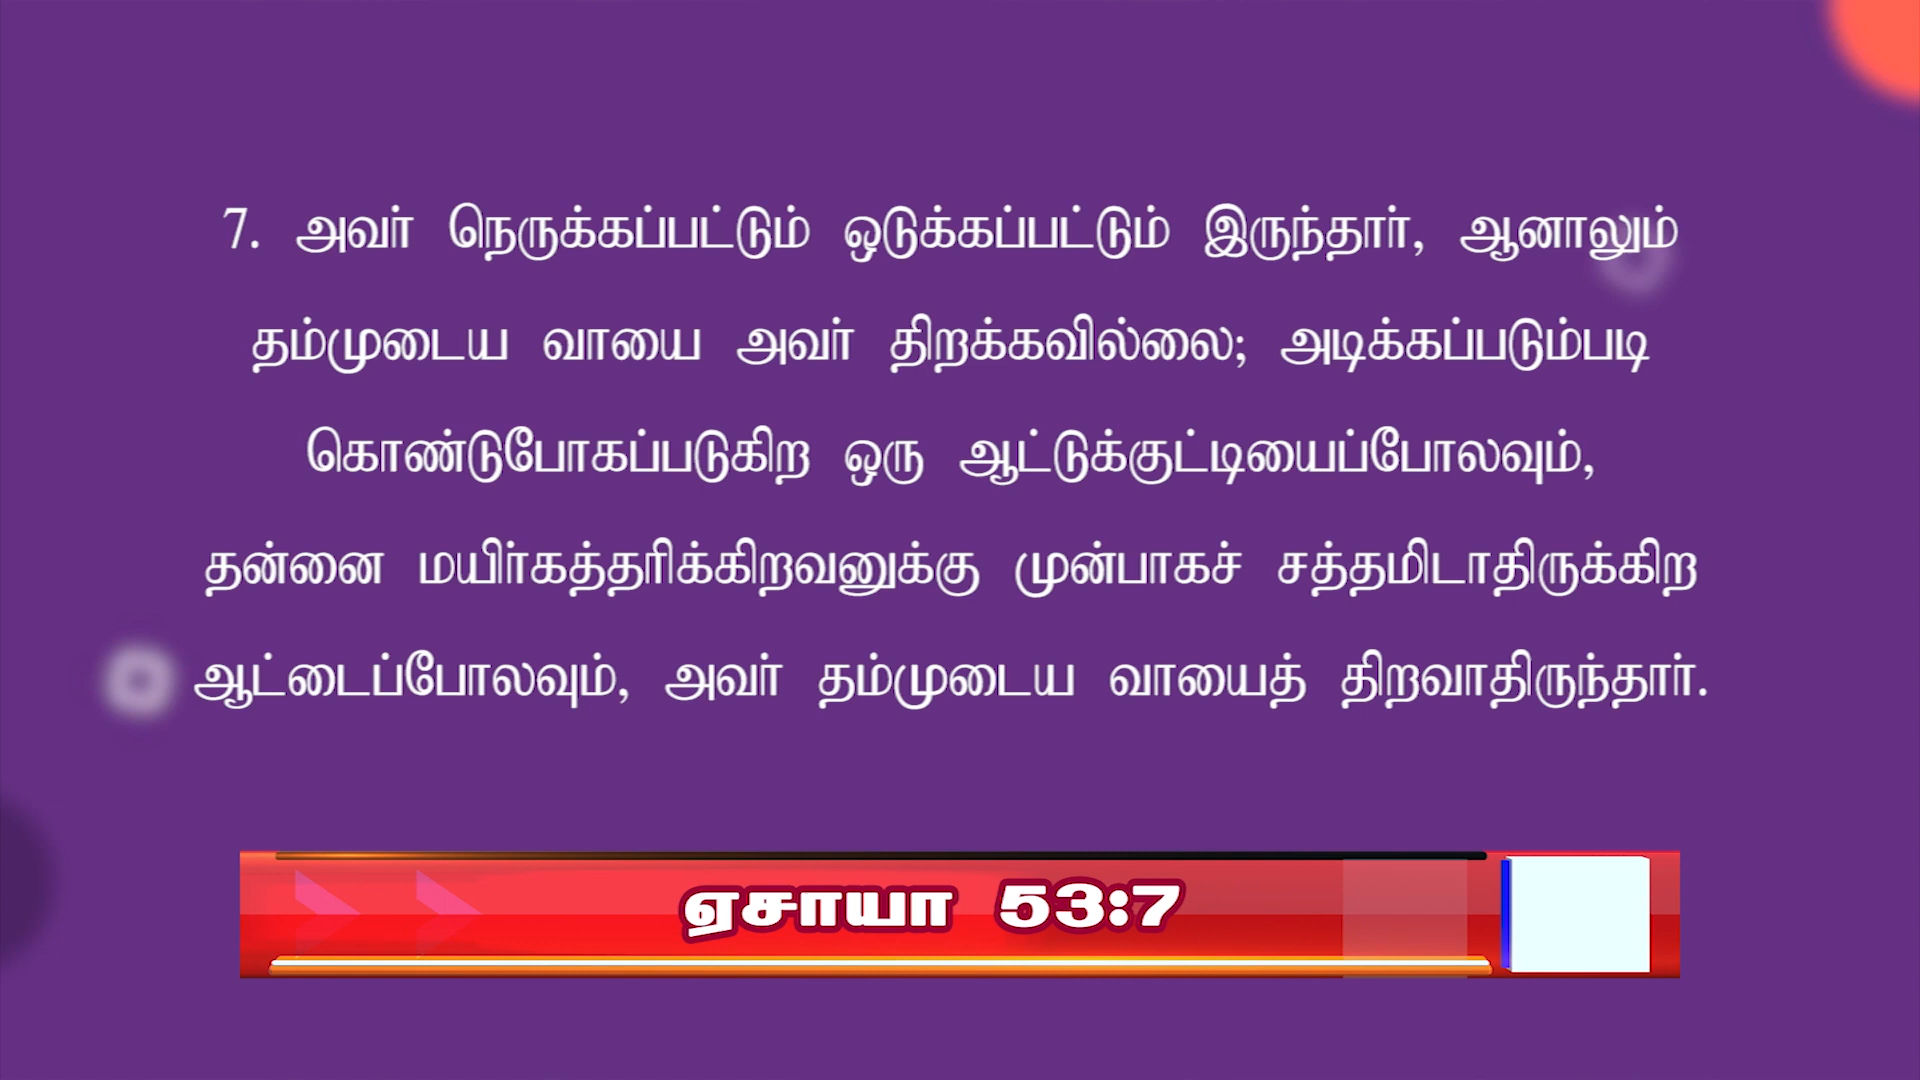 7. அவர் நெருக்கப்பட்டும் ஒடுக்கப்பட்டும் இருந்தார், ஆனாலும்
தம்முடைய வாயை அவர் திறக்கவில்லை; அடிக்கப்படும்படி
கொண்டுபோகப்படுகிற ஒரு ஆட்டுக்குட்டியைப்போலவும்,
தன்னை மயிர்கத்தரிக்கிறவனுக்கு முன்பாகச் சத்தமிடாதிருக்கிற
ஆட்டைப்போலவும், அவர் தம்முடைய வாயைத் திறவாதிருந்தார்.
ஏசாயா 53:7